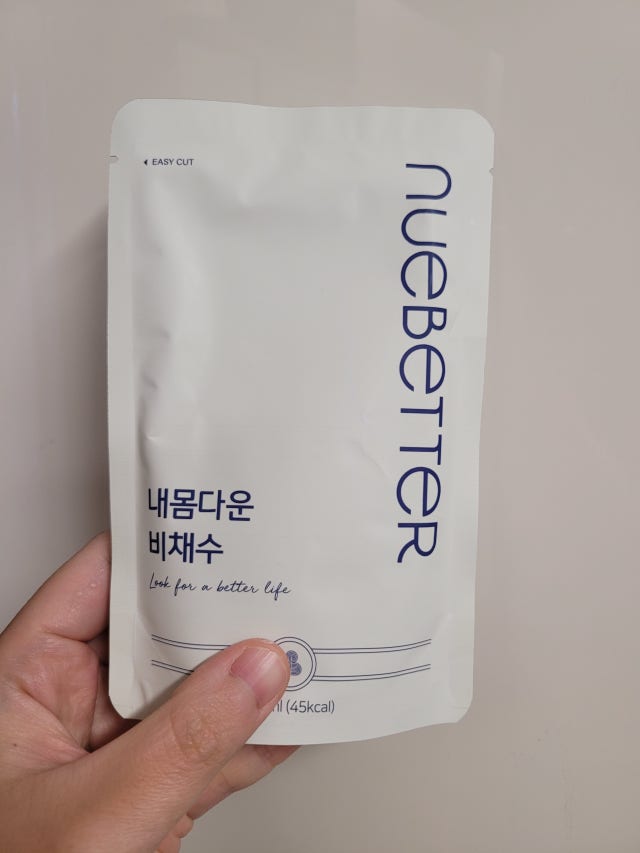 EASY CUT
NUEBETTER
내몸다운
비채수
Look for a better life
(45kcal)